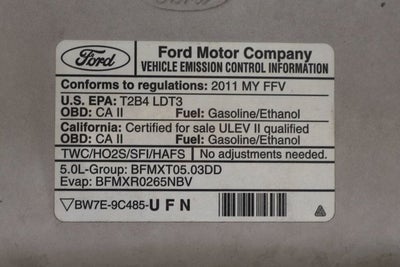 Ford
Ford Motor Company
VEHICLE EMISSION CONTROL INFORMATION
Conforms to regulations: 2011 MY FFV
U.S. EPA: T2B4 LDT3
OBD: CA II Fuel: Gasoline/Ethanol
California: Certified for sale ULEV II qualified
OBD: CA II Fuel: Gasoline/Ethanol
TWC/HO2S/SFI/HAFS No adjustments needed.
5.0L-Group: BFMXT05.03DD
Evap: BFMXR0265NBV
BW7E-9C485-UFN